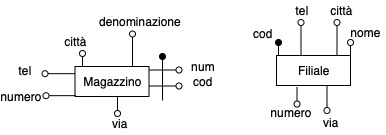 denominazione
città
tel
num
Magazzino
cod
numero
via
tel
città
cod
nome
Filiale
numero
via